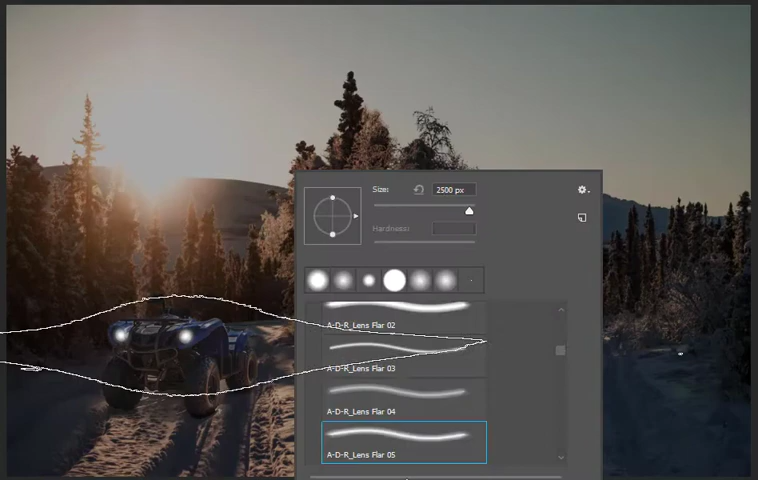 Size:
2500 px
Hardness:
A-D-R_Lens Flar 02
A-D-R_Lens Flar 03
A-D-R_Lens Flar 04
A-D-R_Lens Flar 05